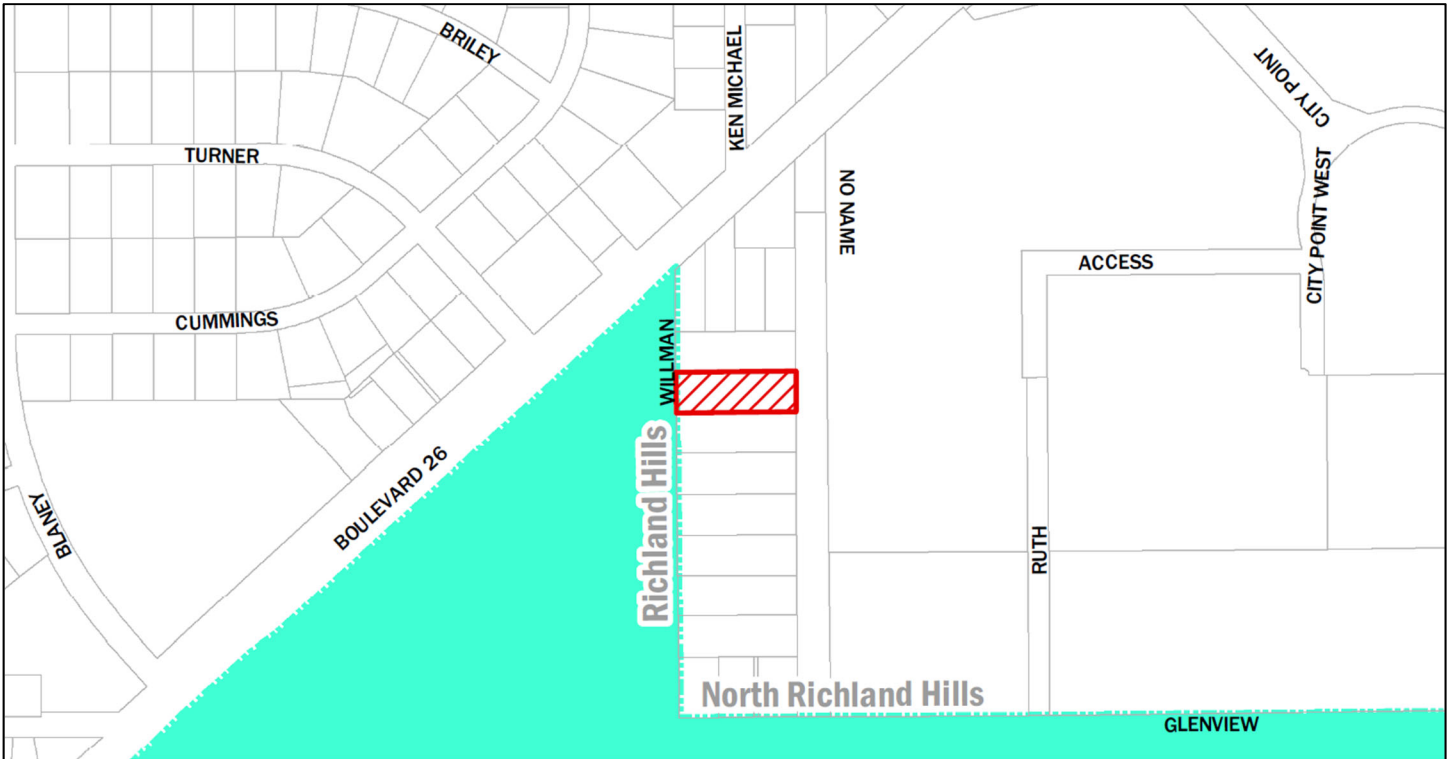 BRILEY
KEN MICHAEL
CITY POINT
TURNER
NO NAME
CITY POINT WEST
ACCESS
CUMMINGS
WILLMAN
Richland Hills
BOULEVARD 26
BLANEY
RUTH
North Richland Hills
GLENVIEW